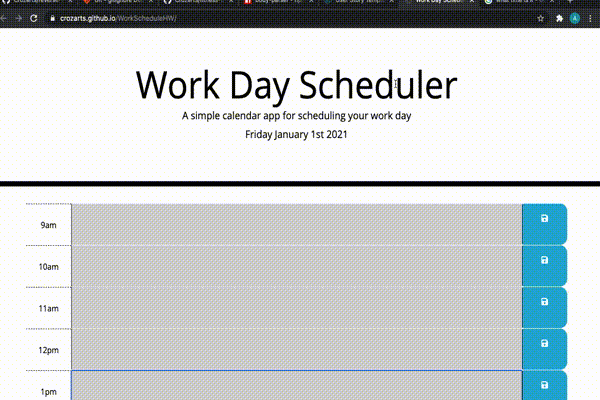 crozarts.github.io/WorkScheduleHW/
Work Day Scheduler
A simple calendar app for scheduling your work day
Friday January 1st 2021
9am
10am
11am
12pm
1pm